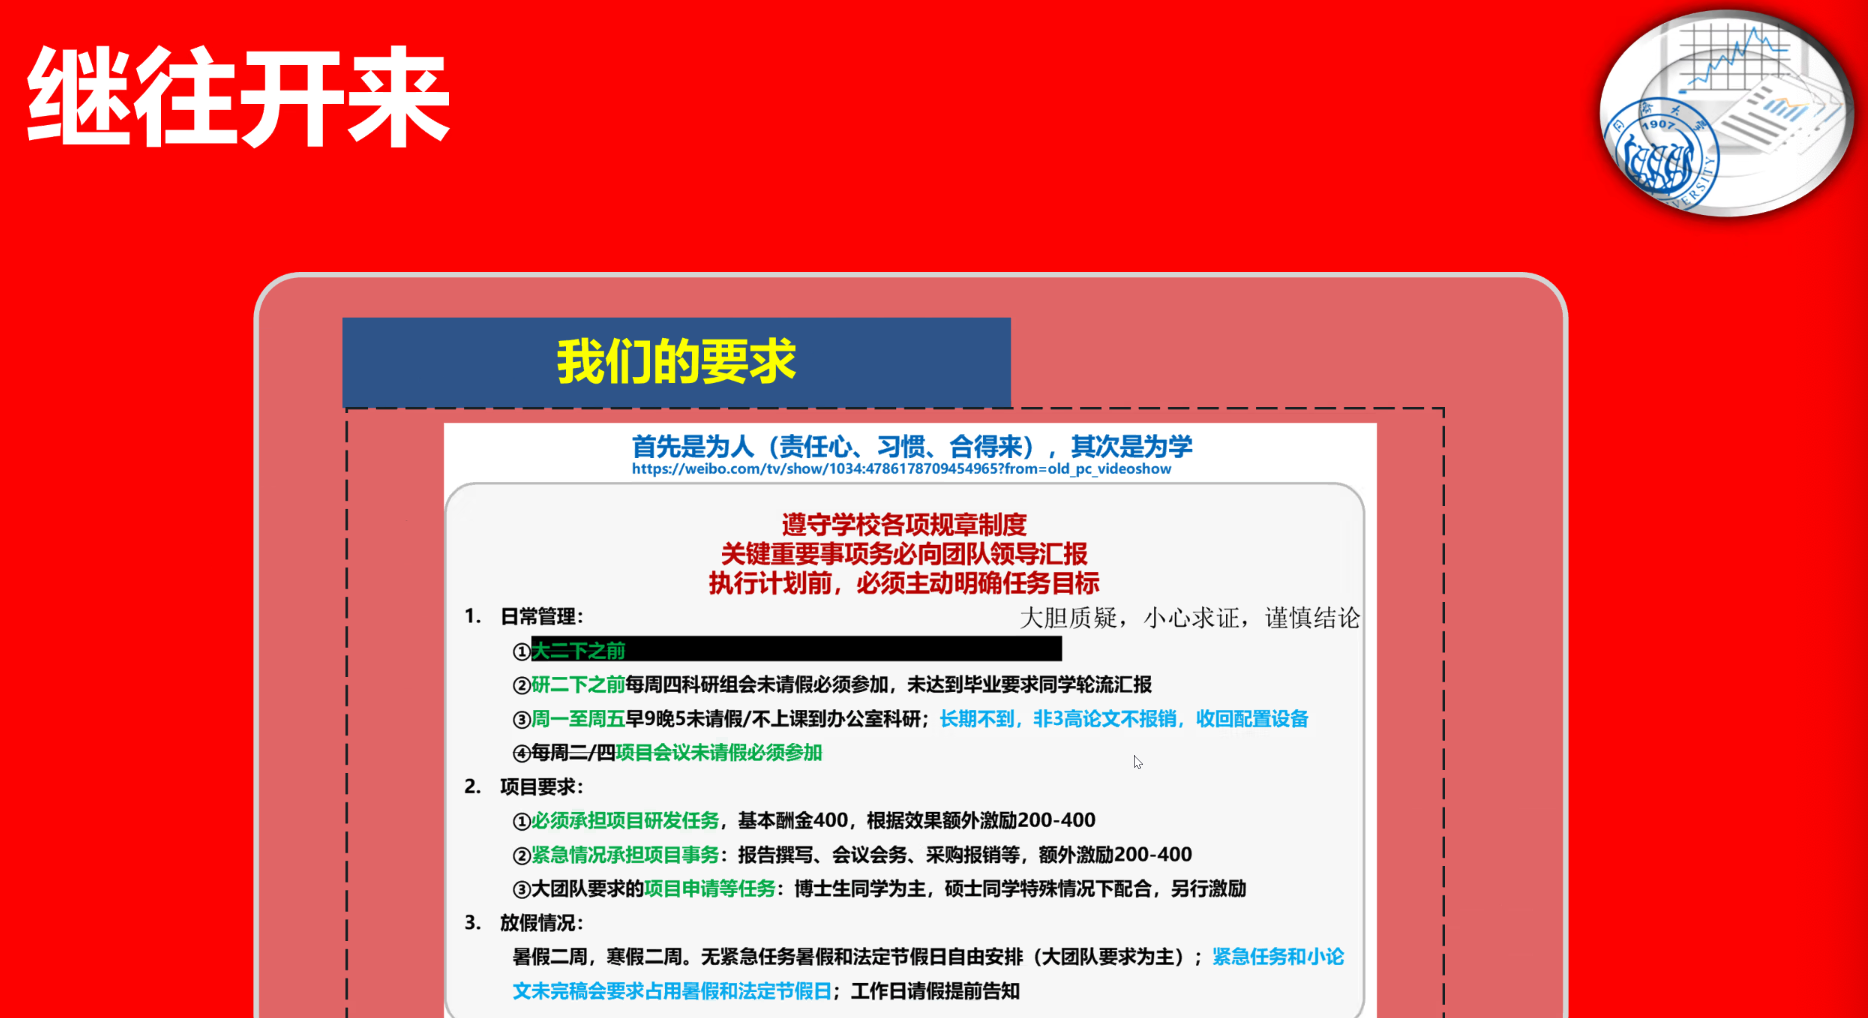 继往开来
1907
我们的要求
首先是为人（责任心、习惯、合得来），其次是为学
https://weibo.com/tv/show/1034:4786178709454965?from=old_pc_videoshow
遵守学校各项规章制度
关键重要事项务必向团队领导汇报
执行计划前，必须主动明确任务目标
1. 日常管理：
大胆质疑，小心求证，谨慎结论
①大二下之前
②研二下之前每周四科研组会未请假必须参加，未达到毕业要求同学轮流汇报
③周一至周五早9晚5未请假/不上课到办公室科研；长期不到，非3高论文不报销，收回配置设备
④每周二/四项目会议未请假必须参加
2. 项目要求：
①必须承担项目研发任务，基本酬金400，根据效果额外激励200-400
②紧急情况承担项目事务：报告撰写、会议会务、采购报销等，额外激励200-400
③大团队要求的项目申请等任务：博士生同学为主，硕士同学特殊情况下配合，另行激励
3. 放假情况：
暑假二周，寒假二周。无紧急任务暑假和法定节假日自由安排（大团队要求为主）；紧急任务和小论
文未完稿会要求占用暑假和法定节假日；工作日请假提前告知